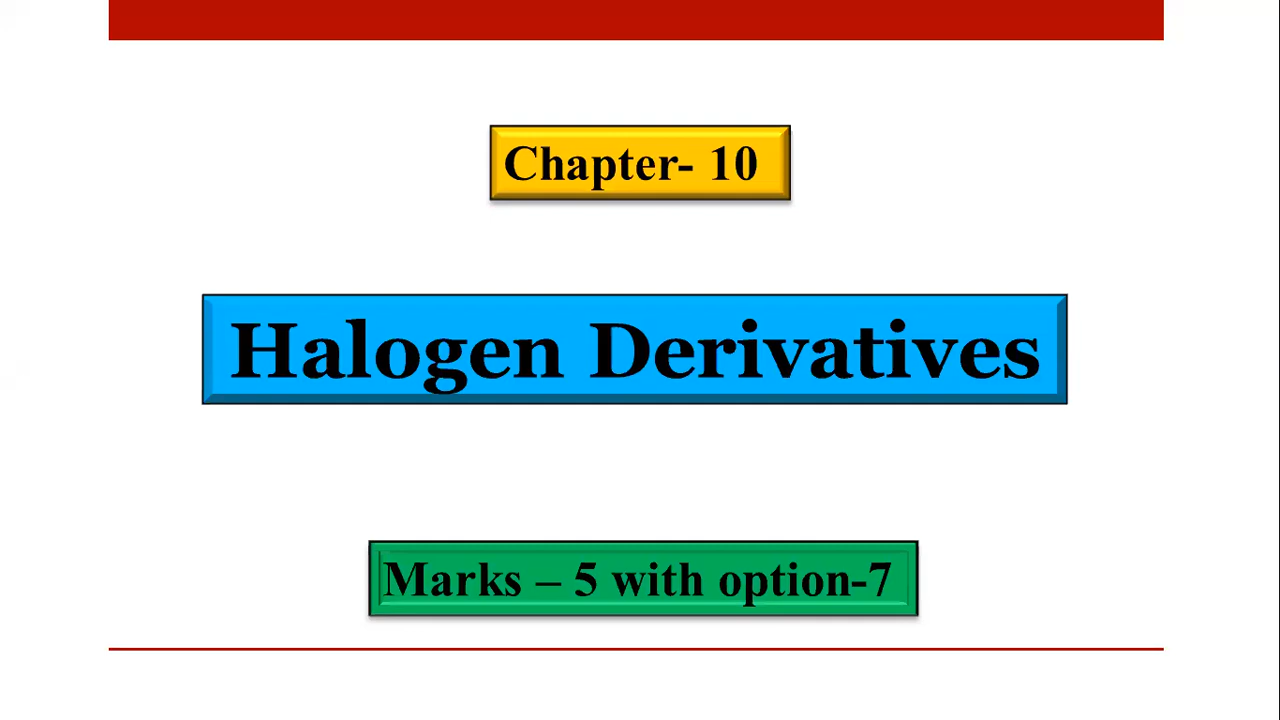 Chapter- 10
Halogen Derivatives
Marks – 5 with option-7